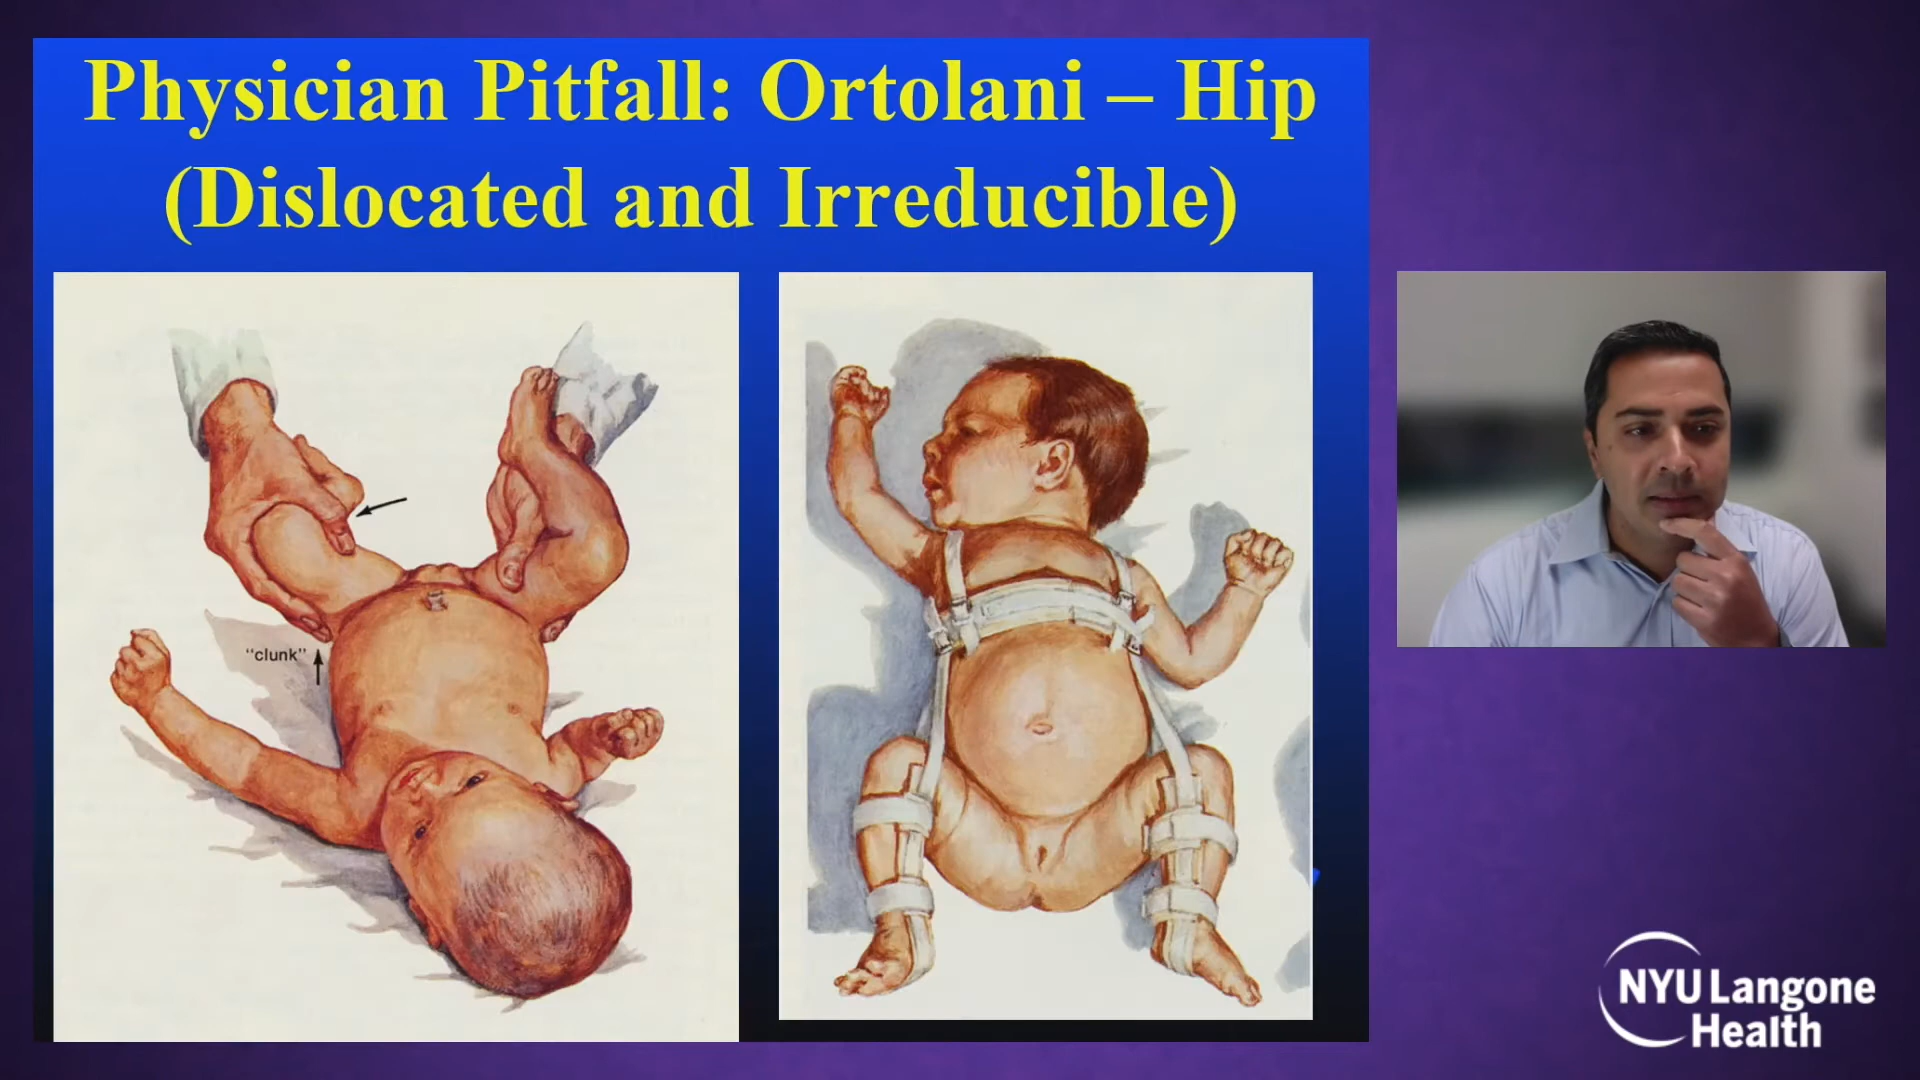 Physician Pitfall: Ortolani – Hip
(Dislocated and Irreducible)
"clunk"
NYU Langone
Health